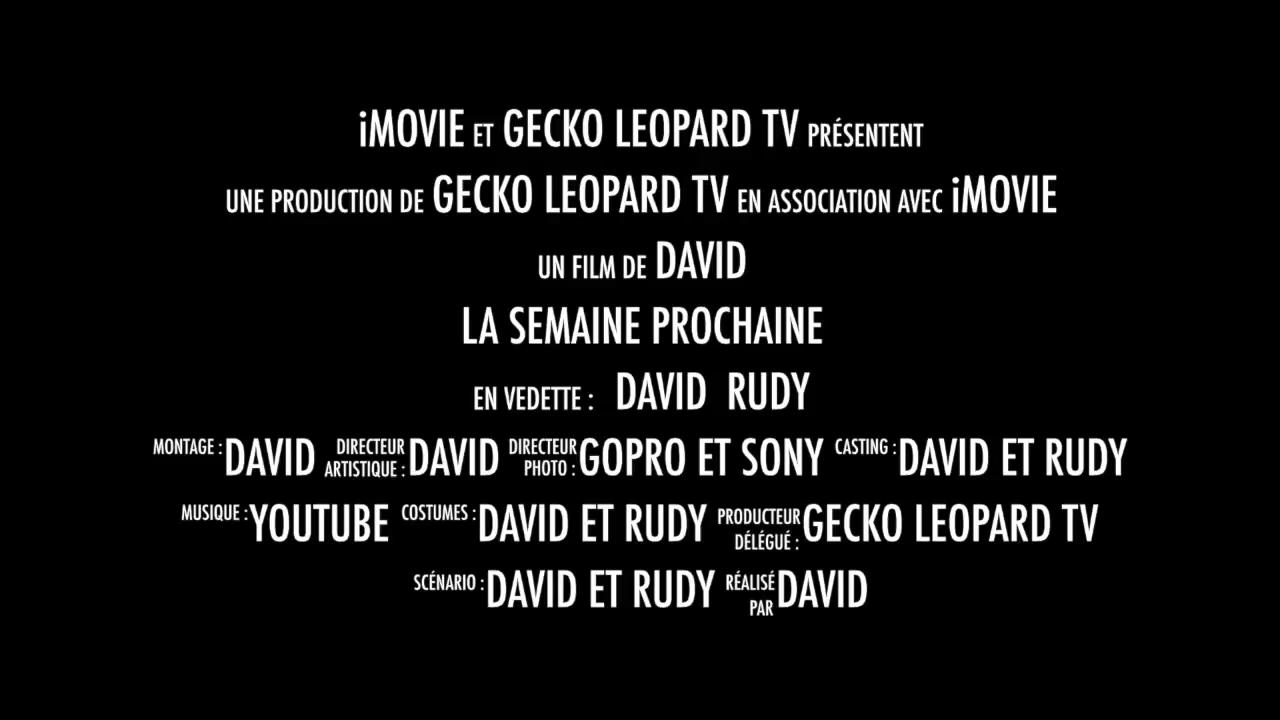 iMOVIE ET GECKO LEOPARD TV PRÉSENTENT
UNE PRODUCTION DE GECKO LEOPARD TV EN ASSOCIATION AVEC iMOVIE
UN FILM DE DAVID
LA SEMAINE PROCHAINE
EN VEDETTE : DAVID RUDY
MONTAGE : DAVID DIRECTEUR ARTISTIQUE : DAVID DIRECTEUR PHOTO : GOPRO ET SONY CASTING : DAVID ET RUDY
MUSIQUE : YOUTUBE COSTUMES : DAVID ET RUDY PRODUCTEUR DÉLÉGUÉ : GECKO LEOPARD TV
SCÉNARIO : DAVID ET RUDY RÉALISÉ PAR DAVID